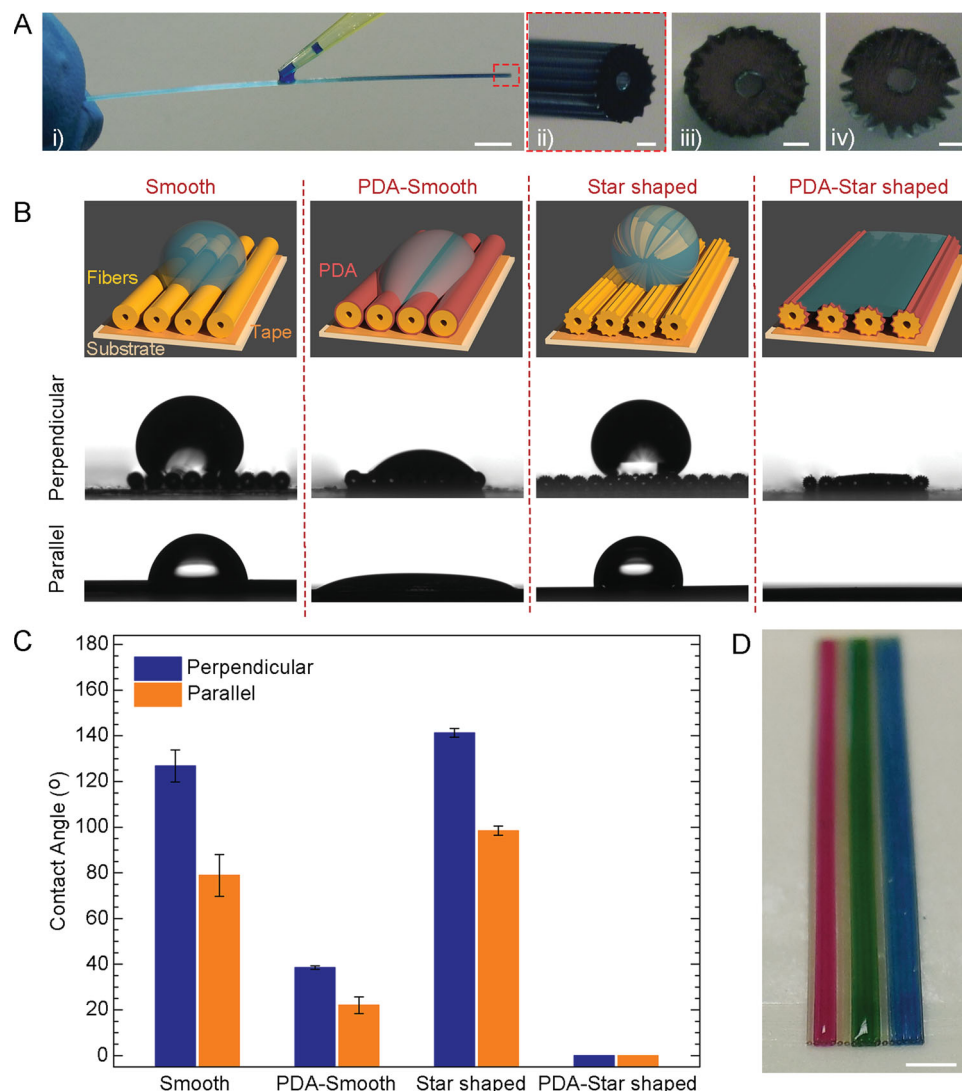 A
i)
ii)
iii)
iv)
B
Smooth
PDA-Smooth
Star shaped
PDA-Star shaped
Fibers
PDA
Tape
Substrate
Perpendicular
Parallel
C
180
160
140
120
100
80
60
40
20
0
Contact Angle (º)
Perpendicular
Parallel
Smooth
PDA-Smooth
Star shaped
PDA-Star shaped
D